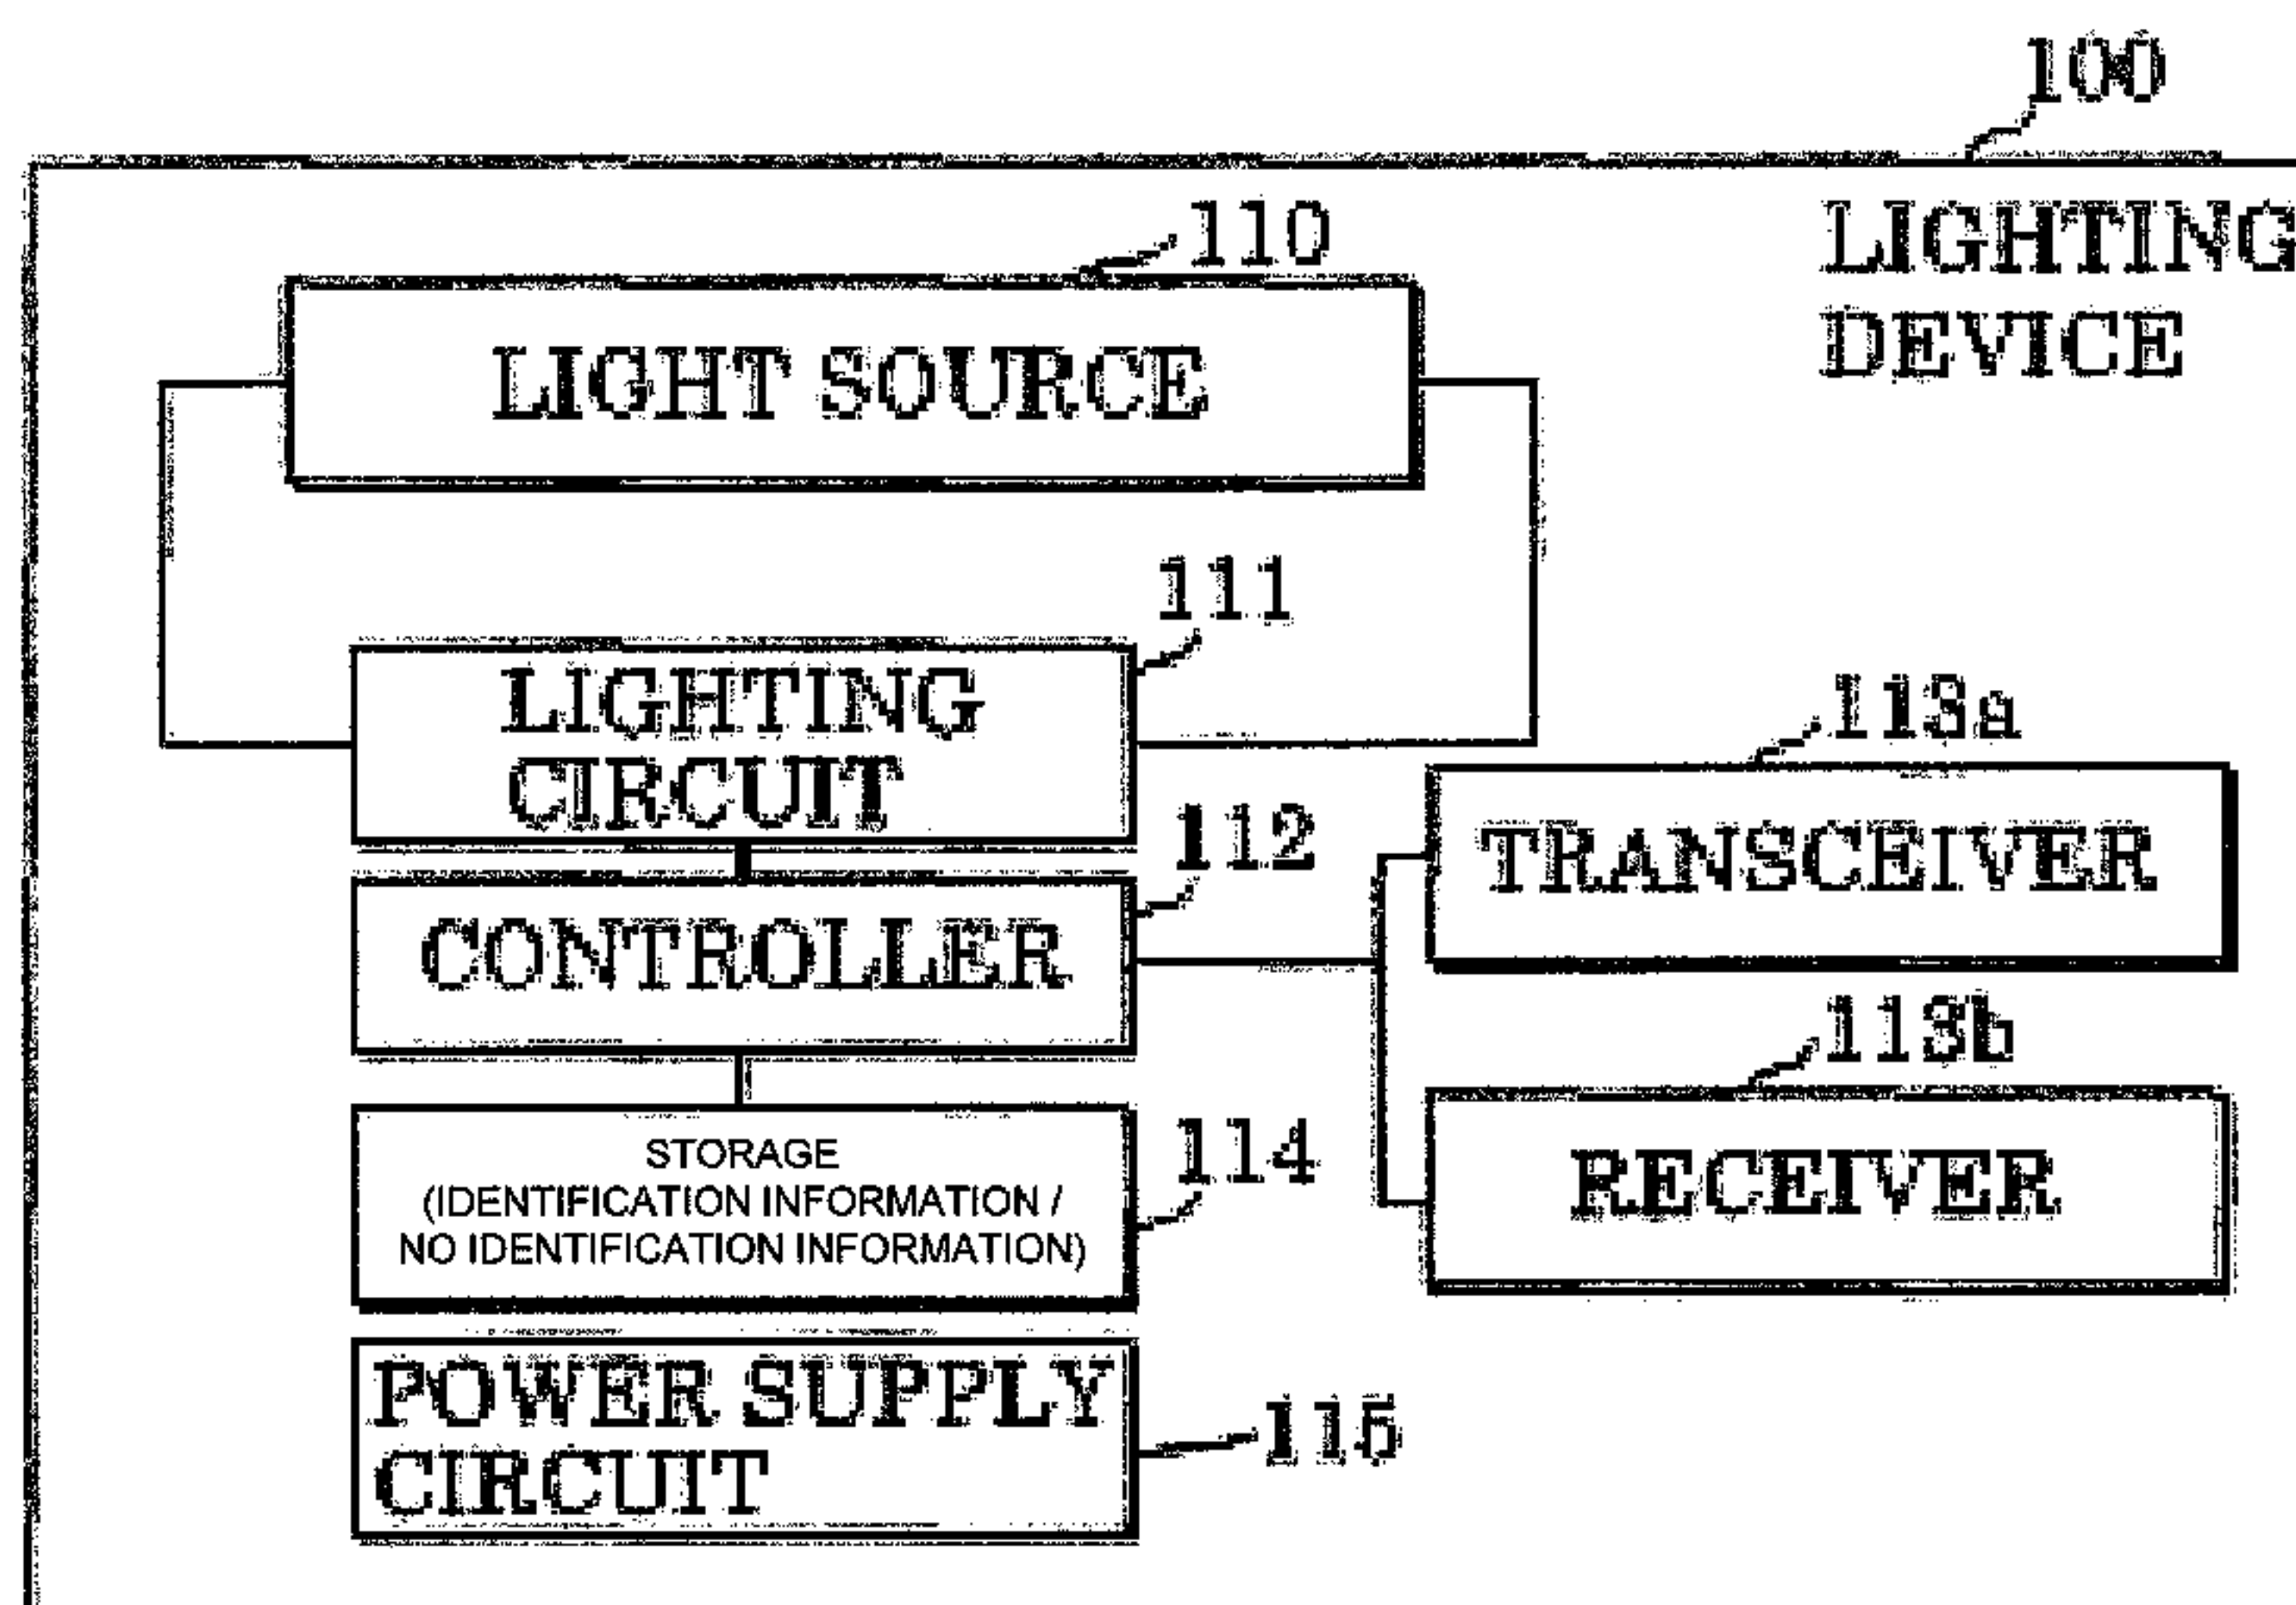 100
LIGHTING
DEVICE
110
LIGHT SOURCE
111
LIGHTING
CIRCUIT
112
CONTROLLER
113a
TRANSCEIVER
113b
RECEIVER
114
STORAGE
(IDENTIFICATION INFORMATION /
NO IDENTIFICATION INFORMATION)
POWER SUPPLY
CIRCUIT
115